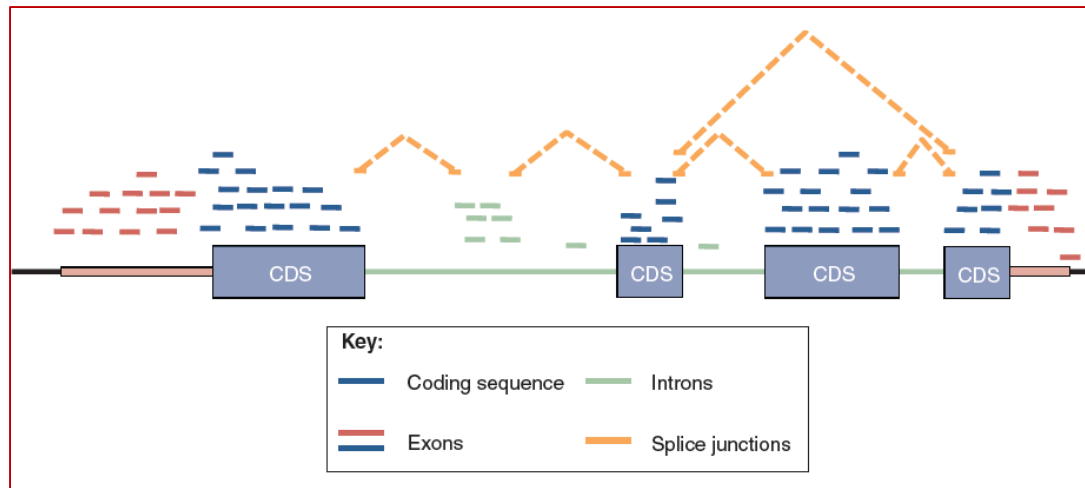 CDS CDS CDS CDS
Key:
Coding sequence Introns
Exons Splice junctions